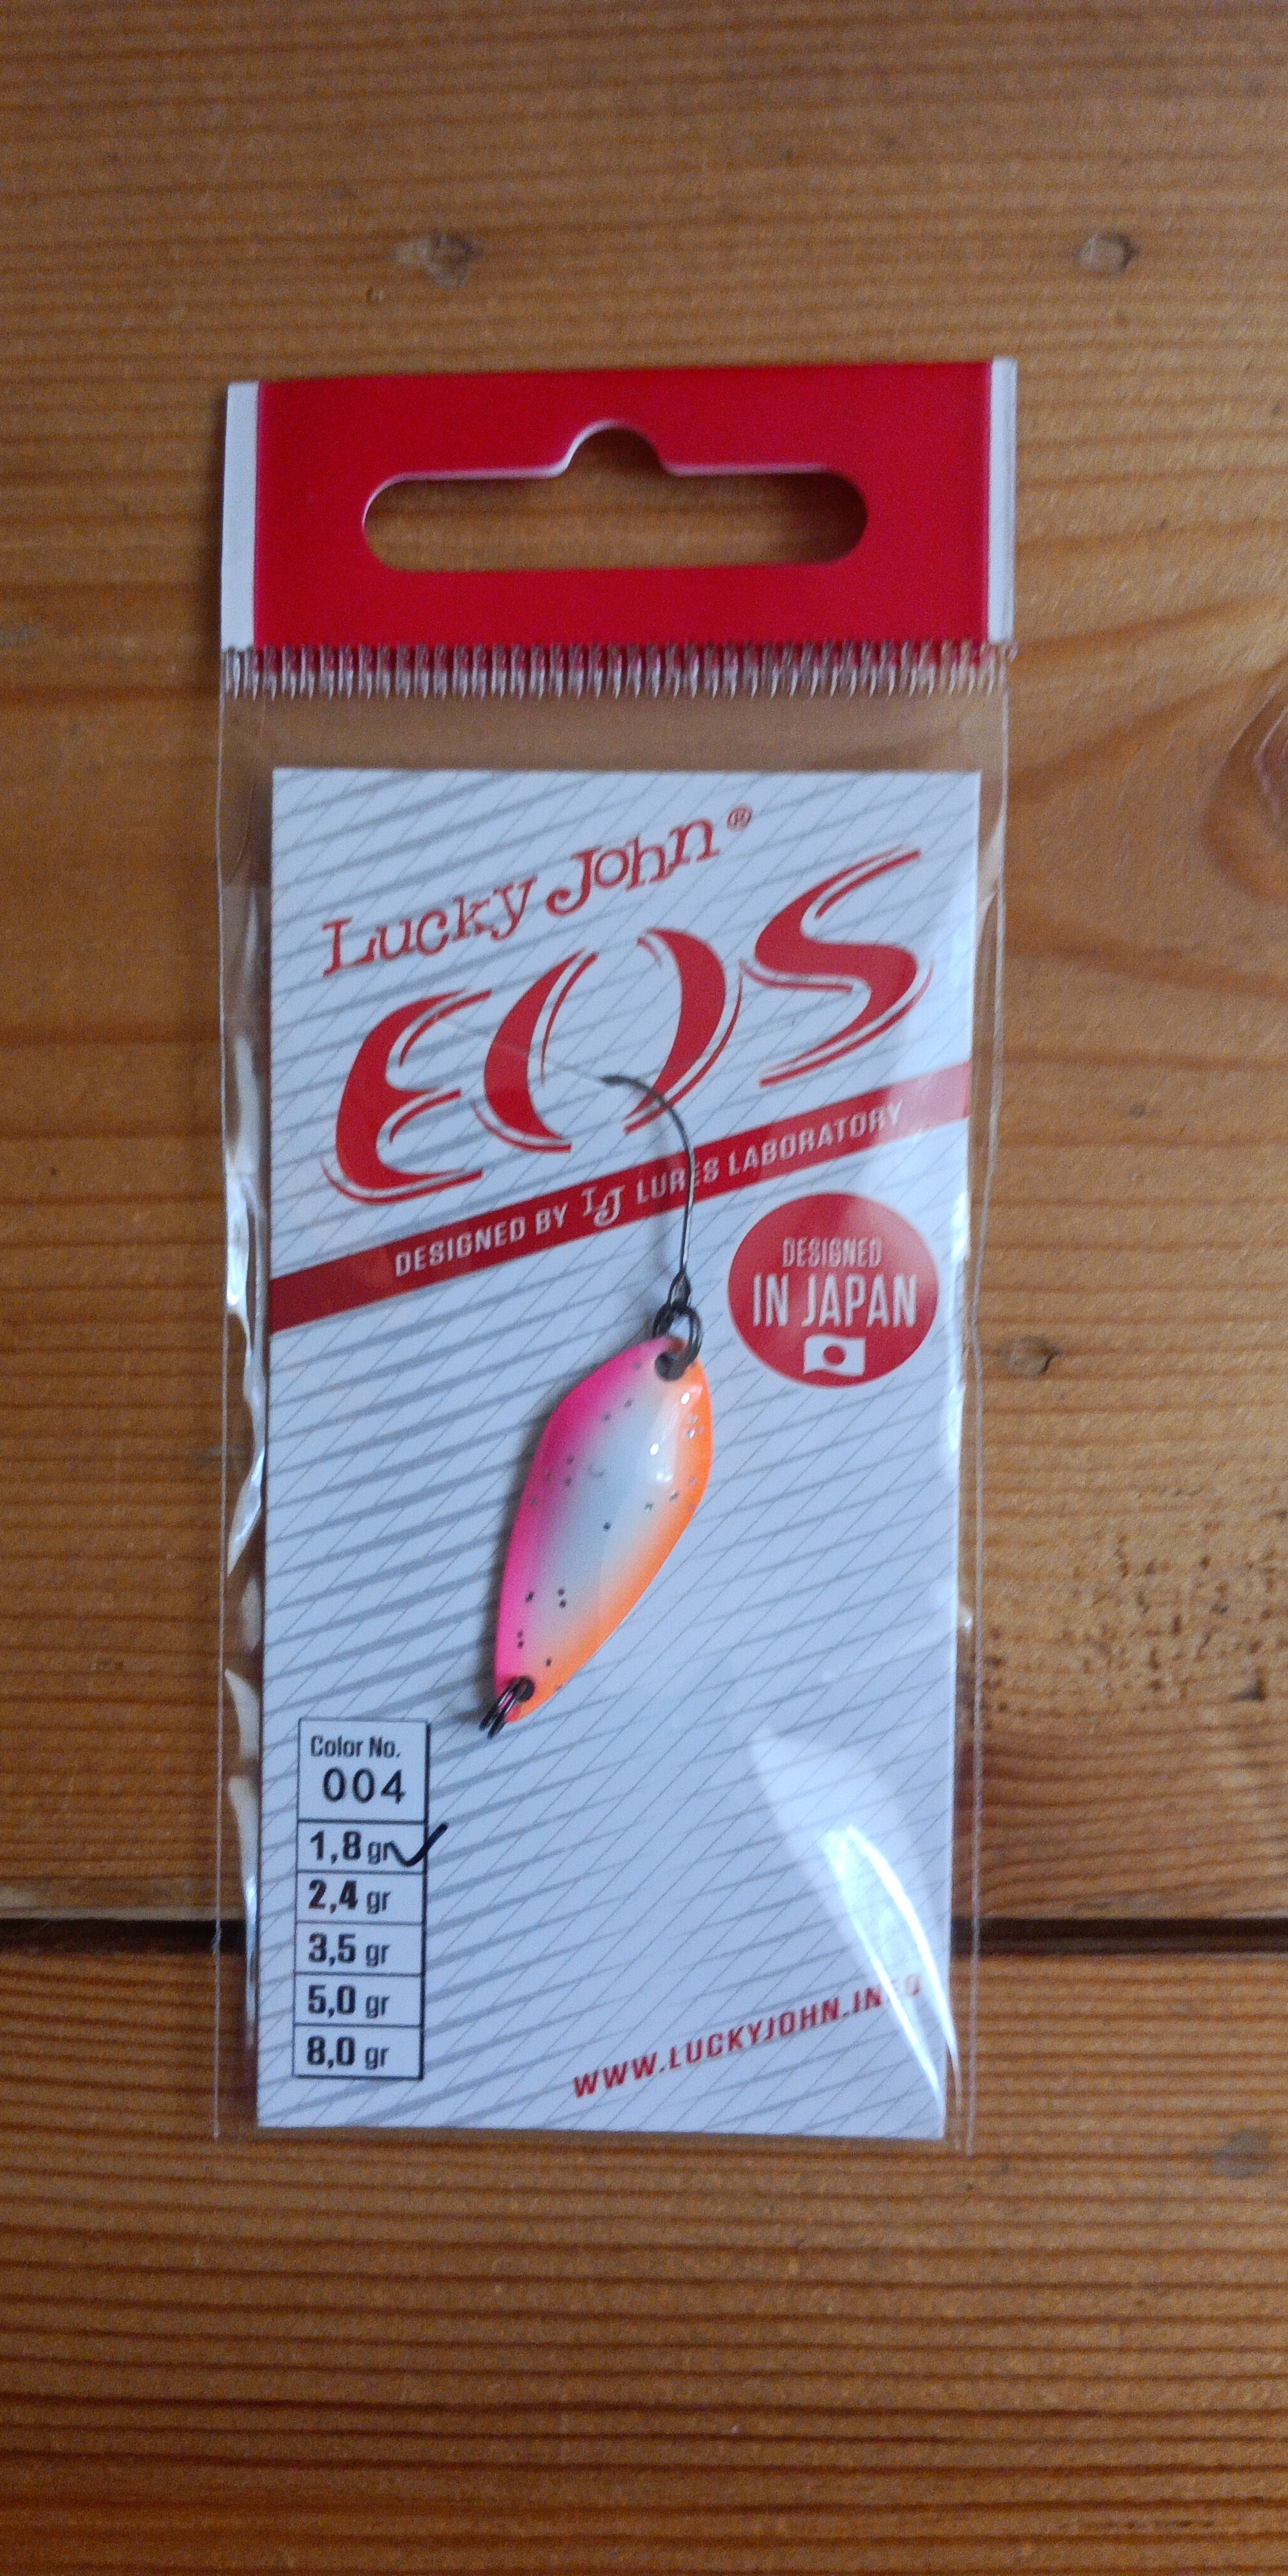 Lucky John ®
EOS
DESIGNED BY LJ LURES LABORATORY
DESIGNED
IN JAPAN
Color No.
004
1,8 gr
2,4 gr
3,5 gr
5,0 gr
8,0 gr
WWW.LUCKYJOHN.INFO